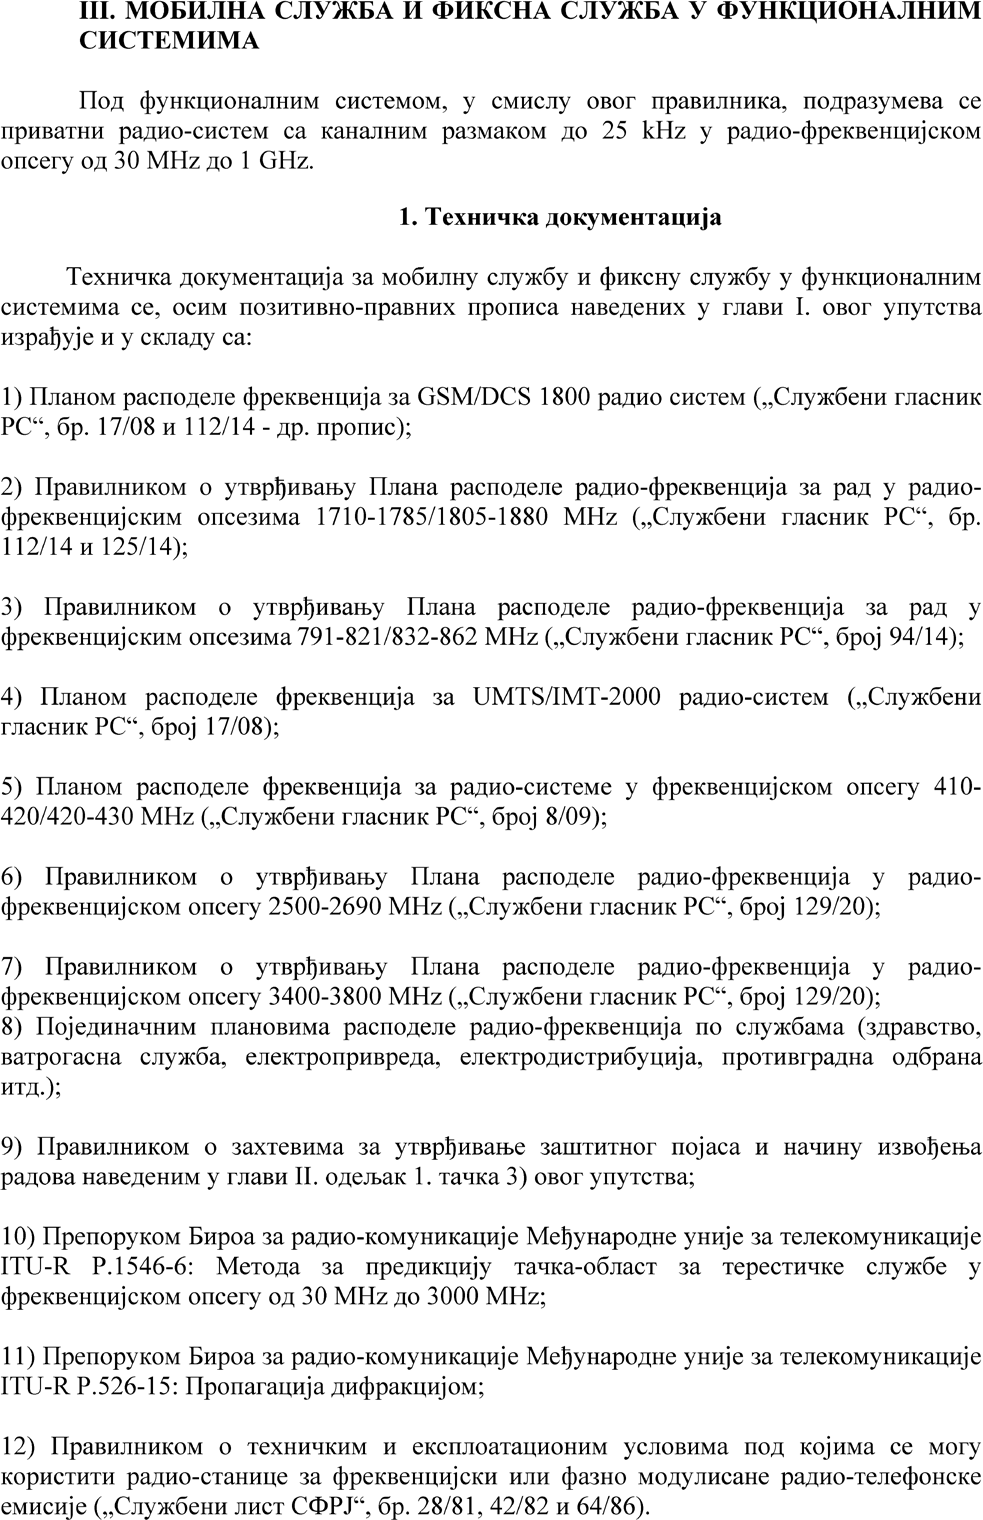 III. МОБИЛНА СЛУЖБА И ФИКСНА СЛУЖБА У ФУНКЦИОНАЛНИМ
СИСТЕМИМА
Под функционалним системом, у смислу овог правилника, подразумева се
приватни радио-систем са каналним размаком до 25 kHz у радио-фреквенцијском
опсегу од 30 MHz до 1 GHz.
1. Техничка документација
Техничка документација за мобилну службу и фиксну службу у функционалним
системима се, осим позитивно-правних прописа наведених у глави I. овог упутства
израђује и у складу са:
1) Планом расподеле фреквенција за GSM/DCS 1800 радио систем („Службени гласник
РС“, бр. 17/08 и 112/14 - др. пропис);
2) Правилником о утврђивању Плана расподеле радио-фреквенција за рад у радио-
фреквенцијским опсезима 1710-1785/1805-1880 MHz („Службени гласник РС“, бр.
112/14 и 125/14);
3) Правилником о утврђивању Плана расподеле радио-фреквенција за рад у
фреквенцијским опсезима 791-821/832-862 MHz („Службени гласник РС“, број 94/14);
4) Планом расподеле фреквенција за UMTS/IMT-2000 радио-систем („Службени
гласник РС“, број 17/08);
5) Планом расподеле фреквенција за радио-системе у фреквенцијском опсегу 410-
420/420-430 MHz („Службени гласник РС“, број 8/09);
6) Правилником о утврђивању Плана расподеле радио-фреквенција у радио-
фреквенцијском опсегу 2500-2690 MHz („Службени гласник РС“, број 129/20);
7) Правилником о утврђивању Плана расподеле радио-фреквенција у радио-
фреквенцијском опсегу 3400-3800 MHz („Службени гласник РС“, број 129/20);
8) Појединачним плановима расподеле радио-фреквенција по службама (здравство,
ватрогасна служба, електропривреда, електродистрибуција, противградна одбрана
итд.);
9) Правилником о захтевима за утврђивање заштитног појаса и начину извођења
радова наведеним у глави II. одељак 1. тачка 3) овог упутства;
10) Препоруком Бироа за радио-комуникације Међународне уније за телекомуникације
ITU-R P.1546-6: Метода за предикцију тачка-област за терестичке службе у
фреквенцијском опсегу од 30 MHz до 3000 MHz;
11) Препоруком Бироа за радио-комуникације Међународне уније за телекомуникације
ITU-R P.526-15: Пропагација дифракцијом;
12) Правилником о техничким и експлоатационим условима под којима се могу
користити радио-станице за фреквенцијски или фазно модулисане радио-телефонске
емисије („Службени лист СФРЈ“, бр. 28/81, 42/82 и 64/86).